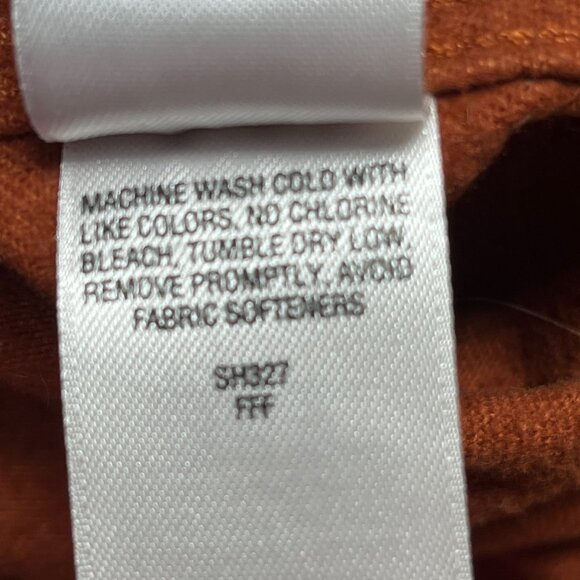 MACHINE WASH COLD WITH
LIKE COLORS, NO CHLORINE
BLEACH, TUMBLE DRY LOW,
REMOVE PROMPTLY, AVOID
FABRIC SOFTENERS
SH327
FFF